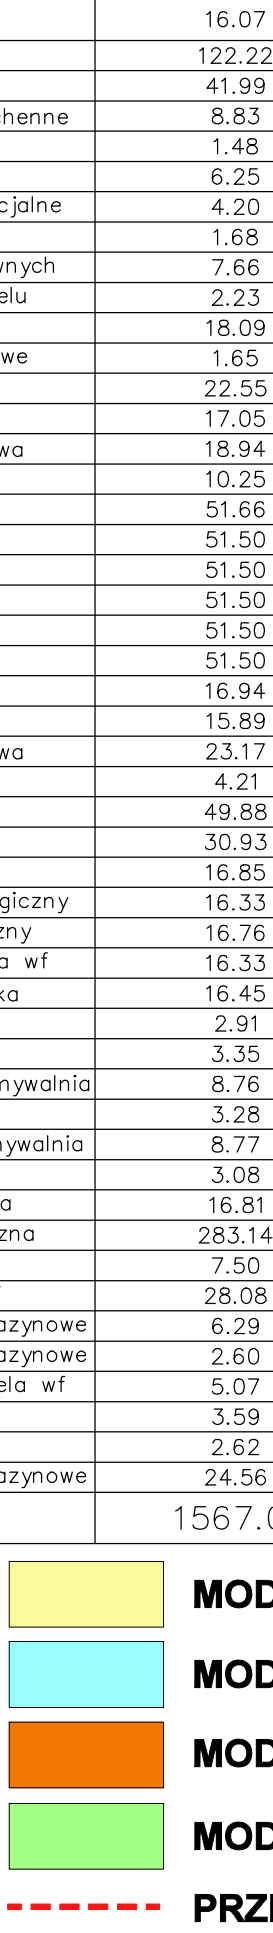 16.07
122.22
41.99
chenne 8.83
1.48
6.25
cjalne 4.20
1.68
wnych 7.66
elu 2.23
18.09
we 1.65
22.55
17.05
wa 18.94
10.25
51.66
51.50
51.50
51.50
51.50
51.50
16.94
15.89
wa 23.17
4.21
49.88
30.93
16.85
giczny 16.33
zny 16.76
a wf 16.33
ka 16.45
2.91
3.35
mywalnia 8.76
3.28
mywalnia 8.77
3.08
a 16.81
zna 283.14
7.50
28.08
azynowe 6.29
azynowe 2.60
ela wf 5.07
3.59
2.62
azynowe 24.56
1567.0
MOD
MOD
MOD
MOD
PRZE